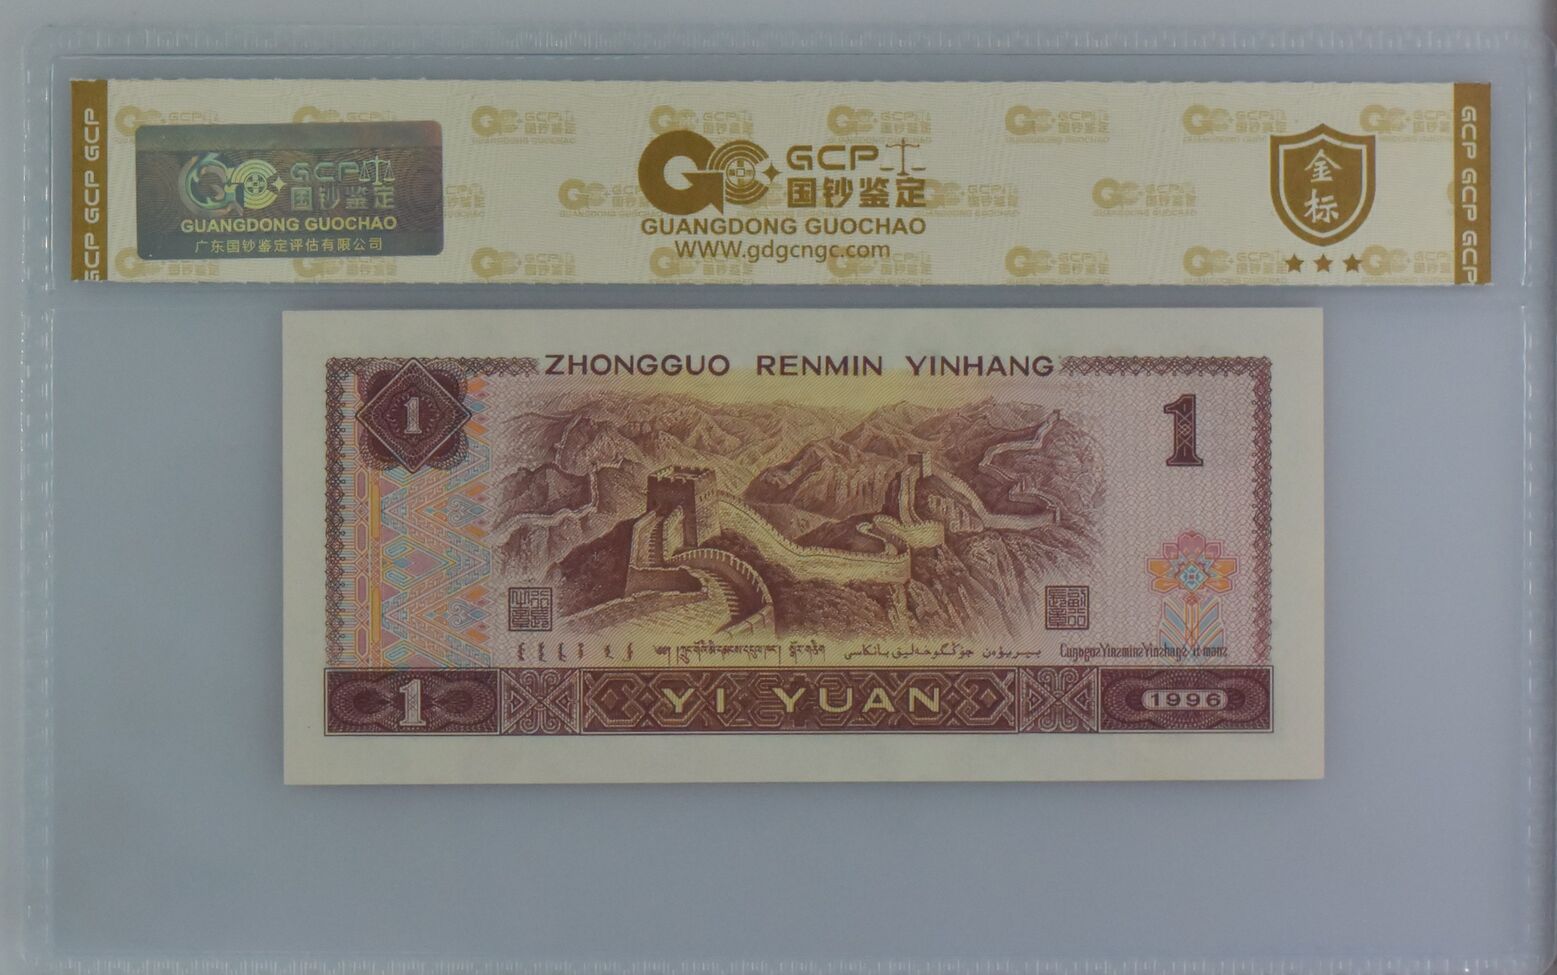 GCP GCP GCP
GCP
国钞鉴定
GUANGDONG GUOCHAO
广东国钞鉴定评估有限公司
GCP
国钞鉴定
GUANGDONG GUOCHAO
WWW.gdgcngc.com
金标
GCP GCP GCP
ZHONGGUO RENMIN YINHANG
1
1
1
YI YUAN
1996